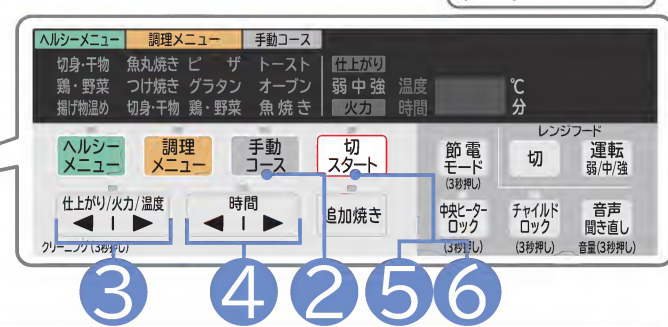 ヘルシーメニュー 調理メニュー 手動コース
切身・干物 魚丸焼き ピザ トースト 仕上がり
鶏・野菜 つけ焼き グラタン オーブン 弱 中 強 温度 ℃
揚げ物温め 切身・干物 鶏・野菜 魚焼き 火力 時間 分
レンジフード
ヘルシー
メニュー
調理
メニュー
手動
コース
切
スタート
節電
モード
(3秒押し)
切
運転
弱/中/強
仕上がり/火力/温度
◀ | ▶
時間
◀ | ▶
追加焼き
中央ヒーター
ロック
(3秒押し)
チャイルド
ロック
(3秒押し)
音声
聞き直し
音量(3秒押し)
クリーニング(3秒押し)
3
4
2
5
6